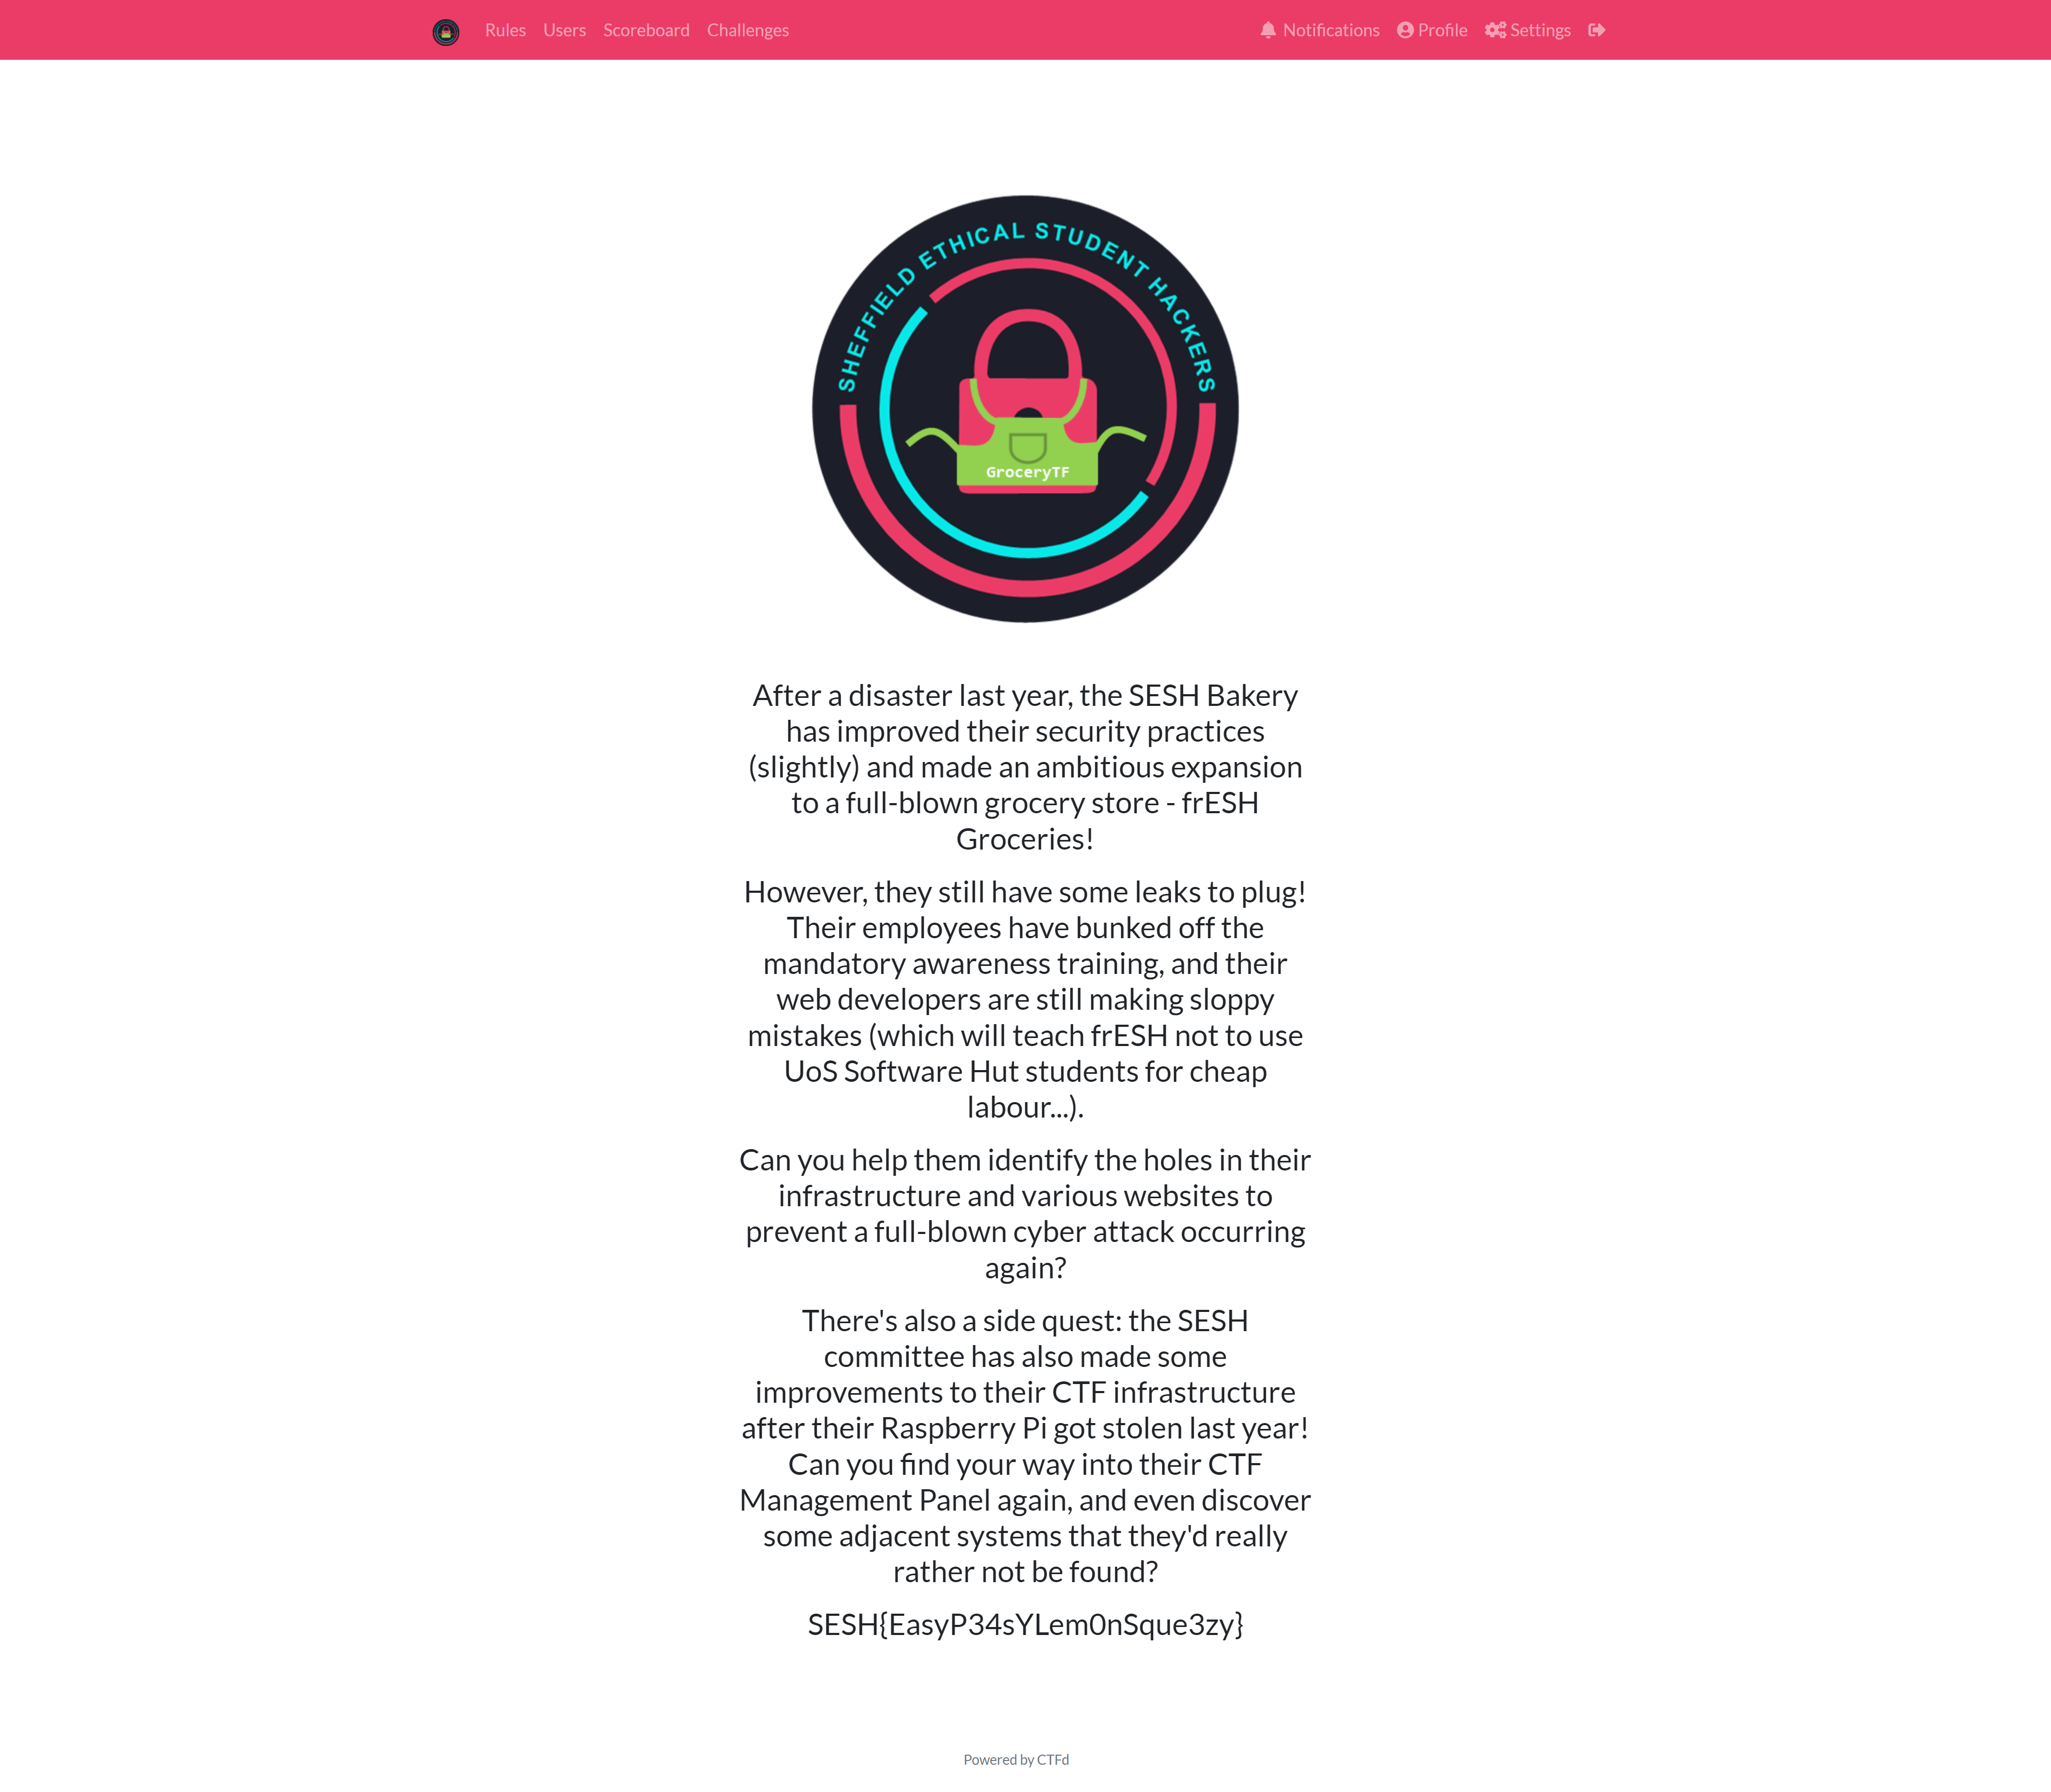 Rules Users Scoreboard Challenges Notifications Profile Settings
SHEFFIELD ETHICAL STUDENT HACKERS
GroceryTF
After a disaster last year, the SESH Bakery
has improved their security practices
(slightly) and made an ambitious expansion
to a full-blown grocery store - frESH
Groceries!
However, they still have some leaks to plug!
Their employees have bunked off the
mandatory awareness training, and their
web developers are still making sloppy
mistakes (which will teach frESH not to use
UoS Software Hut students for cheap
labour...).
Can you help them identify the holes in their
infrastructure and various websites to
prevent a full-blown cyber attack occurring
again?
There's also a side quest: the SESH
committee has also made some
improvements to their CTF infrastructure
after their Raspberry Pi got stolen last year!
Can you find your way into their CTF
Management Panel again, and even discover
some adjacent systems that they'd really
rather not be found?
SESH{EasyP34sYLem0nSque3zy}
Powered by CTFd